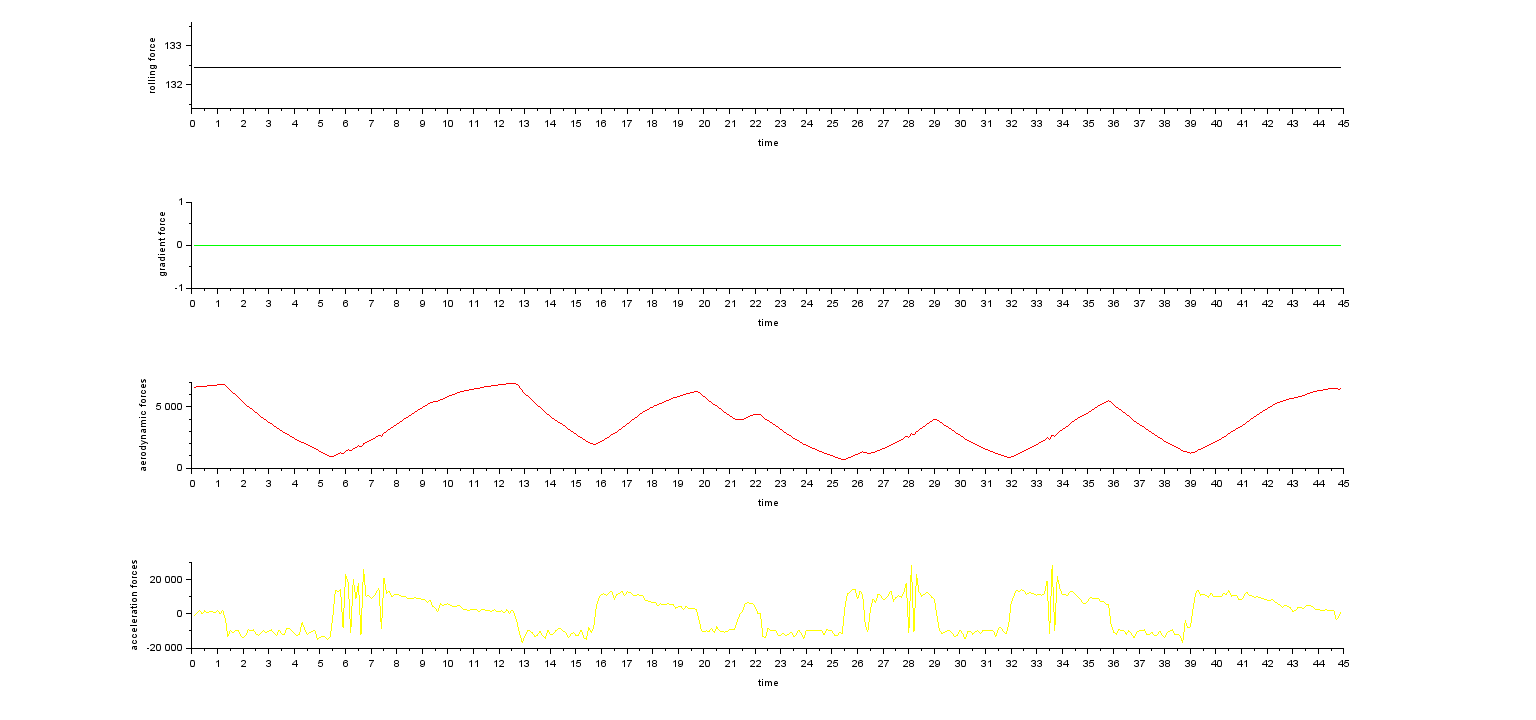 rolling force
133
132
0 1 2 3 4 5 6 7 8 9 10 11 12 13 14 15 16 17 18 19 20 21 22 23 24 25 26 27 28 29 30 31 32 33 34 35 36 37 38 39 40 41 42 43 44 45
time
gradient force
1
0
-1
0 1 2 3 4 5 6 7 8 9 10 11 12 13 14 15 16 17 18 19 20 21 22 23 24 25 26 27 28 29 30 31 32 33 34 35 36 37 38 39 40 41 42 43 44 45
time
aerodynamic forces
5 000
0
0 1 2 3 4 5 6 7 8 9 10 11 12 13 14 15 16 17 18 19 20 21 22 23 24 25 26 27 28 29 30 31 32 33 34 35 36 37 38 39 40 41 42 43 44 45
time
acceleration forces
20 000
0
-20 000
0 1 2 3 4 5 6 7 8 9 10 11 12 13 14 15 16 17 18 19 20 21 22 23 24 25 26 27 28 29 30 31 32 33 34 35 36 37 38 39 40 41 42 43 44 45
time